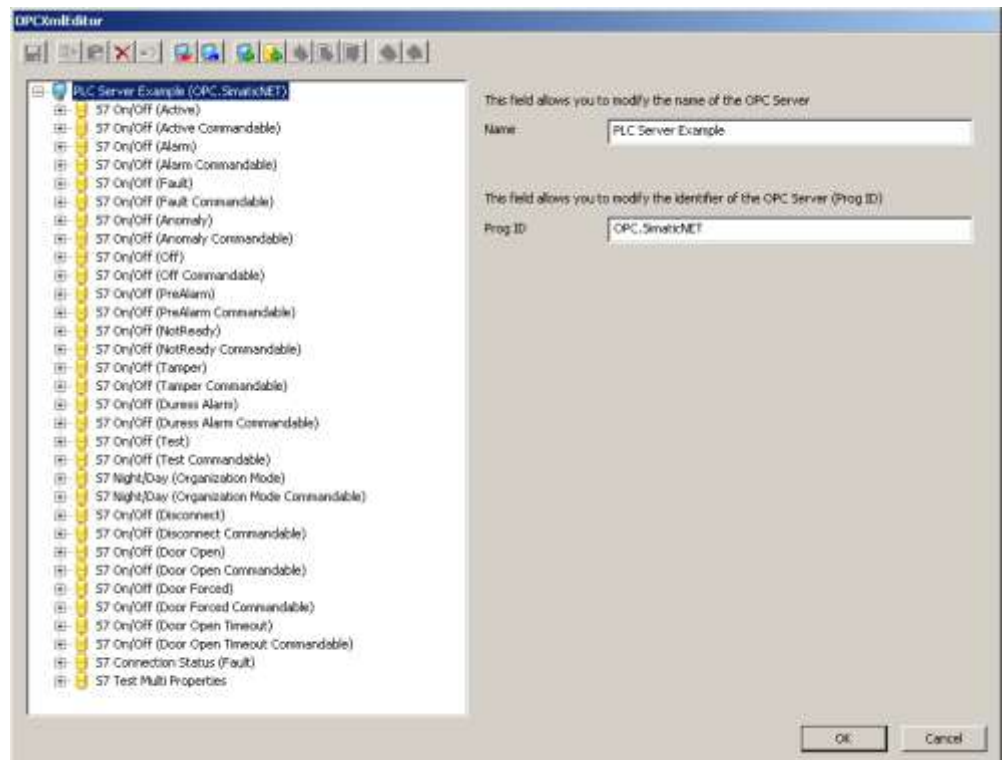 OPCXmlEditor
PLC Server Example (OPC.SimaticNET)
S7 On/Off (Active)
S7 On/Off (Active Commandable)
S7 On/Off (Alarm)
S7 On/Off (Alarm Commandable)
S7 On/Off (Fault)
S7 On/Off (Fault Commandable)
S7 On/Off (Anomaly)
S7 On/Off (Anomaly Commandable)
S7 On/Off (Off)
S7 On/Off (Off Commandable)
S7 On/Off (PreAlarm)
S7 On/Off (PreAlarm Commandable)
S7 On/Off (NotReady)
S7 On/Off (NotReady Commandable)
S7 On/Off (Tamper)
S7 On/Off (Tamper Commandable)
S7 On/Off (Duress Alarm)
S7 On/Off (Duress Alarm Commandable)
S7 On/Off (Test)
S7 On/Off (Test Commandable)
S7 Night/Day (Organization Mode)
S7 Night/Day (Organization Mode Commandable)
S7 On/Off (Disconnect)
S7 On/Off (Disconnect Commandable)
S7 On/Off (Door Open)
S7 On/Off (Door Open Commandable)
S7 On/Off (Door Forced)
S7 On/Off (Door Forced Commandable)
S7 On/Off (Door Open Timeout)
S7 On/Off (Door Open Timeout Commandable)
S7 Connection Status (Fault)
S7 Test Multi Properties
This field allows you to modify the name of the OPC Server
Name PLC Server Example
This field allows you to modify the identifier of the OPC Server (Prog ID)
Prog ID OPC.SimaticNET
OK Cancel